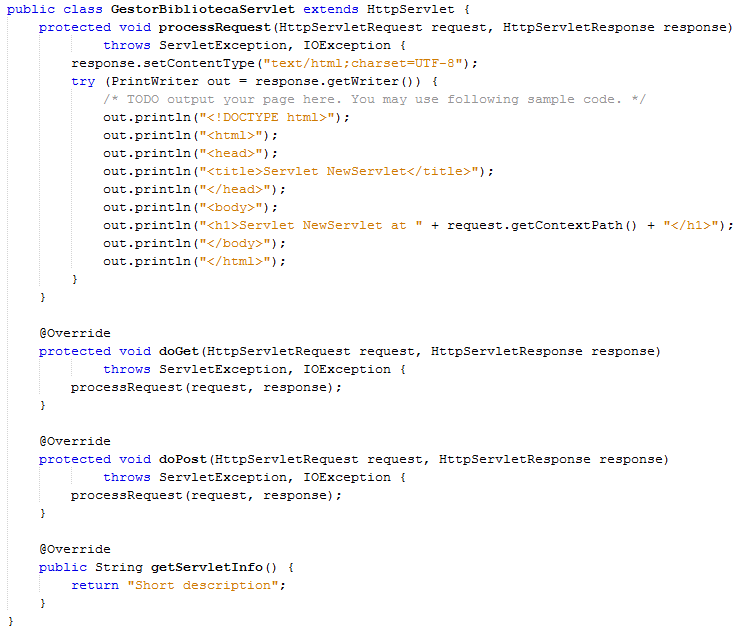 public class GestorBibliotecaServlet extends HttpServlet {
    protected void processRequest(HttpServletRequest request, HttpServletResponse response)
            throws ServletException, IOException {
        response.setContentType("text/html;charset=UTF-8");
        try (PrintWriter out = response.getWriter()) {
            /* TODO output your page here. You may use following sample code. */
            out.println("<!DOCTYPE html>");
            out.println("<html>");
            out.println("<head>");
            out.println("<title>Servlet NewServlet</title>");
            out.println("</head>");
            out.println("<body>");
            out.println("<h1>Servlet NewServlet at " + request.getContextPath() + "</h1>");
            out.println("</body>");
            out.println("</html>");
        }
    }

    @Override
    protected void doGet(HttpServletRequest request, HttpServletResponse response)
            throws ServletException, IOException {
        processRequest(request, response);
    }

    @Override
    protected void doPost(HttpServletRequest request, HttpServletResponse response)
            throws ServletException, IOException {
        processRequest(request, response);
    }

    @Override
    public String getServletInfo() {
        return "Short description";
    }
}